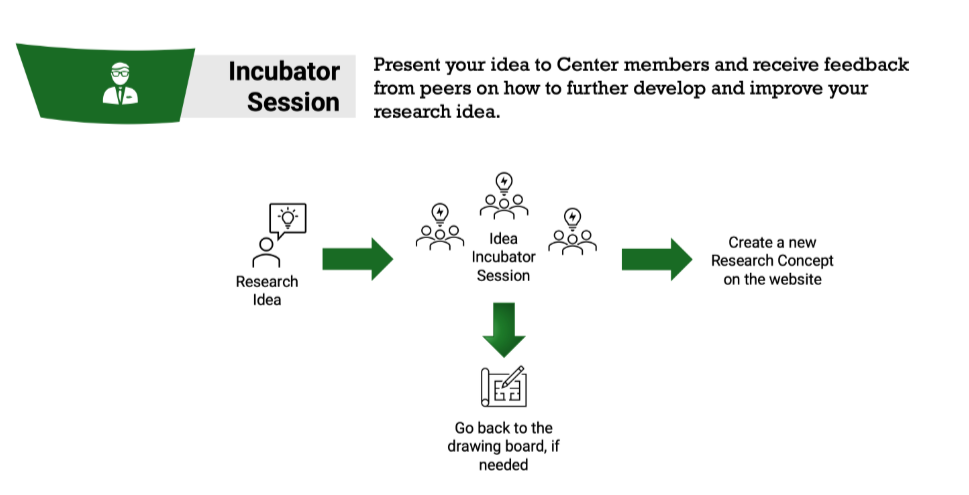 Incubator
Session
Present your idea to Center members and receive feedback
from peers on how to further develop and improve your
research idea.
Research
Idea
Idea
Incubator
Session
Create a new
Research Concept
on the website
Go back to the
drawing board, if
needed